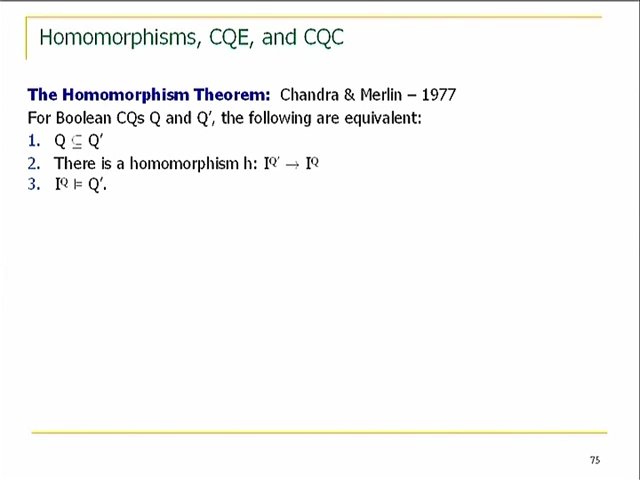 Homomorphisms, CQE, and CQC
The Homomorphism Theorem: Chandra & Merlin – 1977
For Boolean CQs Q and Q′, the following are equivalent:
1. Q ⊆ Q′
2. There is a homomorphism h: I^Q′ → I^Q
3. I^Q ⊨ Q′.
75